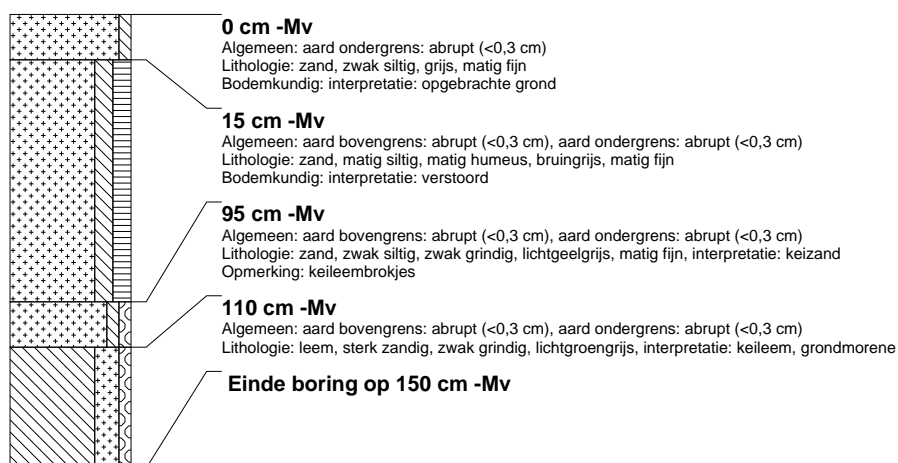 0 cm -Mv
Algemeen: aard ondergrens: abrupt (<0,3 cm)
Lithologie: zand, zwak siltig, grijs, matig fijn
Bodemkundig: interpretatie: opgebrachte grond
15 cm -Mv
Algemeen: aard bovengrens: abrupt (<0,3 cm), aard ondergrens: abrupt (<0,3 cm)
Lithologie: zand, matig siltig, matig humeus, bruingrijs, matig fijn
Bodemkundig: interpretatie: verstoord
95 cm -Mv
Algemeen: aard bovengrens: abrupt (<0,3 cm), aard ondergrens: abrupt (<0,3 cm)
Lithologie: zand, zwak siltig, zwak grindig, lichtgeelgrijs, matig fijn, interpretatie: keizand
Opmerking: keileembrokjes
110 cm -Mv
Algemeen: aard bovengrens: abrupt (<0,3 cm), aard ondergrens: abrupt (<0,3 cm)
Lithologie: leem, sterk zandig, zwak grindig, lichtgroengrijs, interpretatie: keileem, grondmorene
Einde boring op 150 cm -Mv